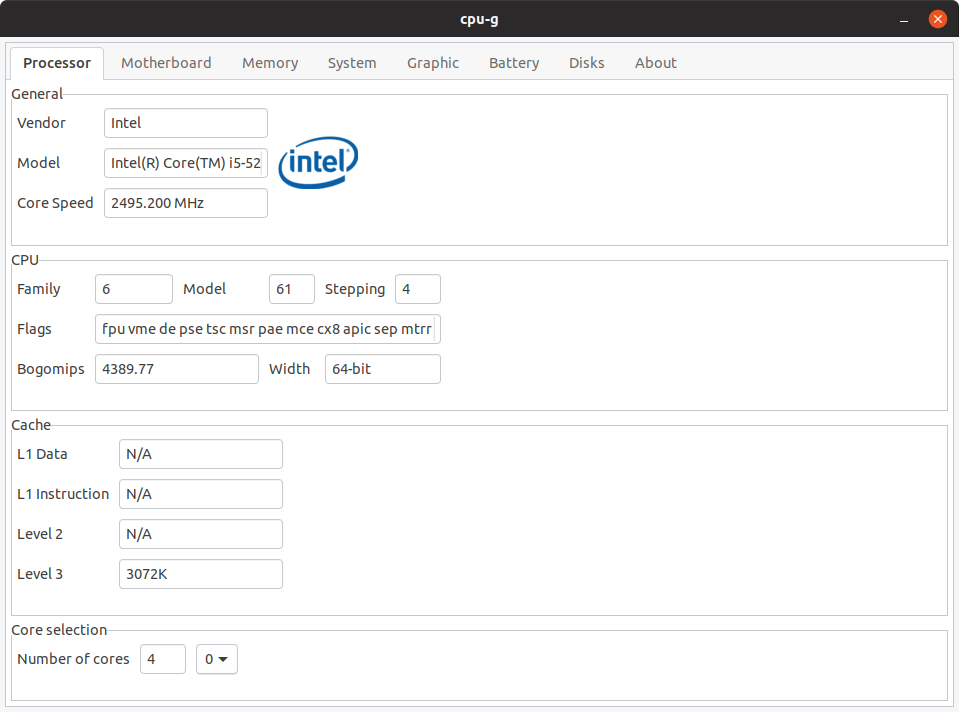 cpu-g
Processor Motherboard Memory System Graphic Battery Disks About
General
Vendor Intel
Model Intel(R) Core(TM) i5-52
intel®
Core Speed 2495.200 MHz
CPU
Family 6 Model 61 Stepping 4
Flags fpu vme de pse tsc msr pae mce cx8 apic sep mtrr
Bogomips 4389.77 Width 64-bit
Cache
L1 Data N/A
L1 Instruction N/A
Level 2 N/A
Level 3 3072K
Core selection
Number of cores 4 0